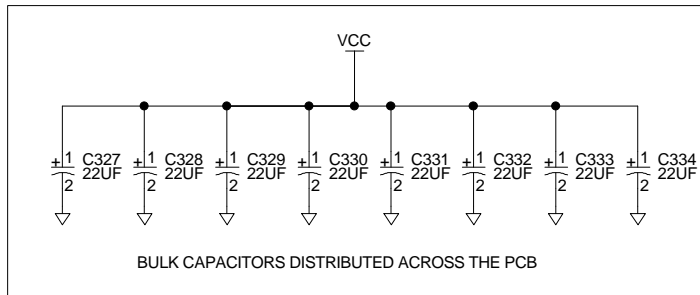 VCC
+ 1 C327
22UF
2
+ 1 C328
22UF
2
+ 1 C329
22UF
2
+ 1 C330
22UF
2
+ 1 C331
22UF
2
+ 1 C332
22UF
2
+ 1 C333
22UF
2
+ 1 C334
22UF
2
BULK CAPACITORS DISTRIBUTED ACROSS THE PCB